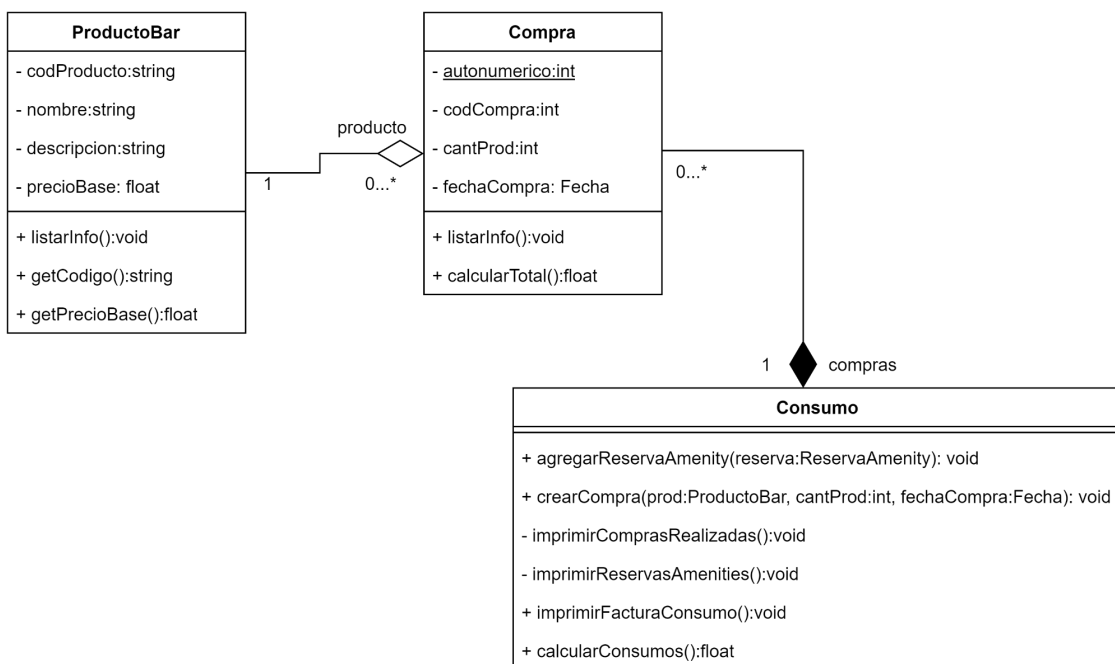 ProductoBar
- codProducto:string
- nombre:string
- descripcion:string
- precioBase: float
+ listarInfo():void
+ getCodigo():string
+ getPrecioBase():float
producto
1
0...*
Compra
- autonumerico:int
- codCompra:int
- cantProd:int
- fechaCompra: Fecha
+ listarInfo():void
+ calcularTotal():float
0...*
1
compras
Consumo
+ agregarReservaAmenity(reserva:ReservaAmenity): void
+ crearCompra(prod:ProductoBar, cantProd:int, fechaCompra:Fecha): void
- imprimirComprasRealizadas():void
- imprimirReservasAmenities():void
+ imprimirFacturaConsumo():void
+ calcularConsumos():float